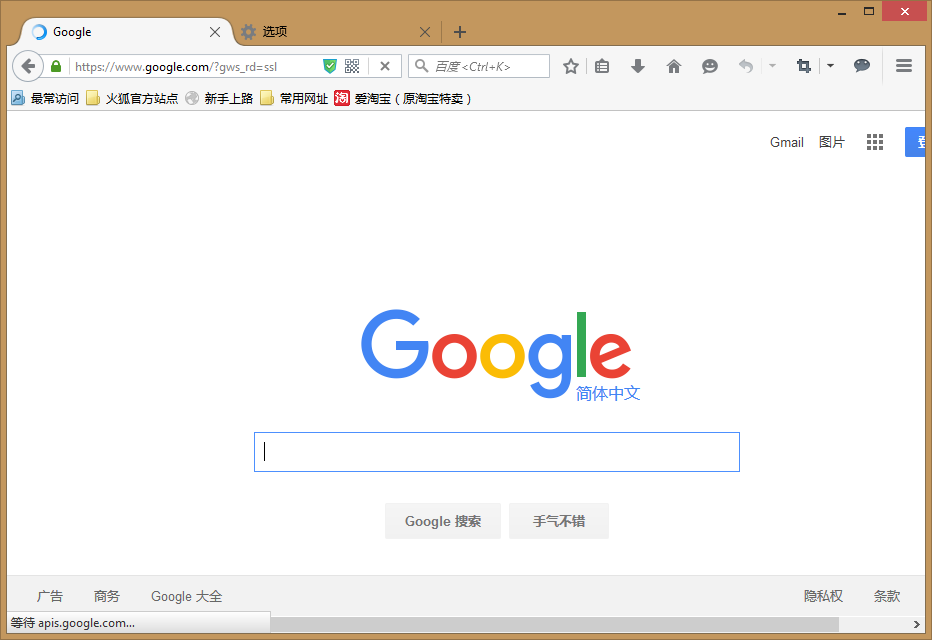 Google 选项
https://www.google.com/?gws_rd=ssl 百度 <Ctrl+K>
最常访问 火狐官方站点 新手上路 常用网址 淘 爱淘宝（原淘宝特卖）
Gmail 图片
Google
简体中文
Google 搜索 手气不错
广告 商务 Google 大全 隐私权 条款
等待 apis.google.com...